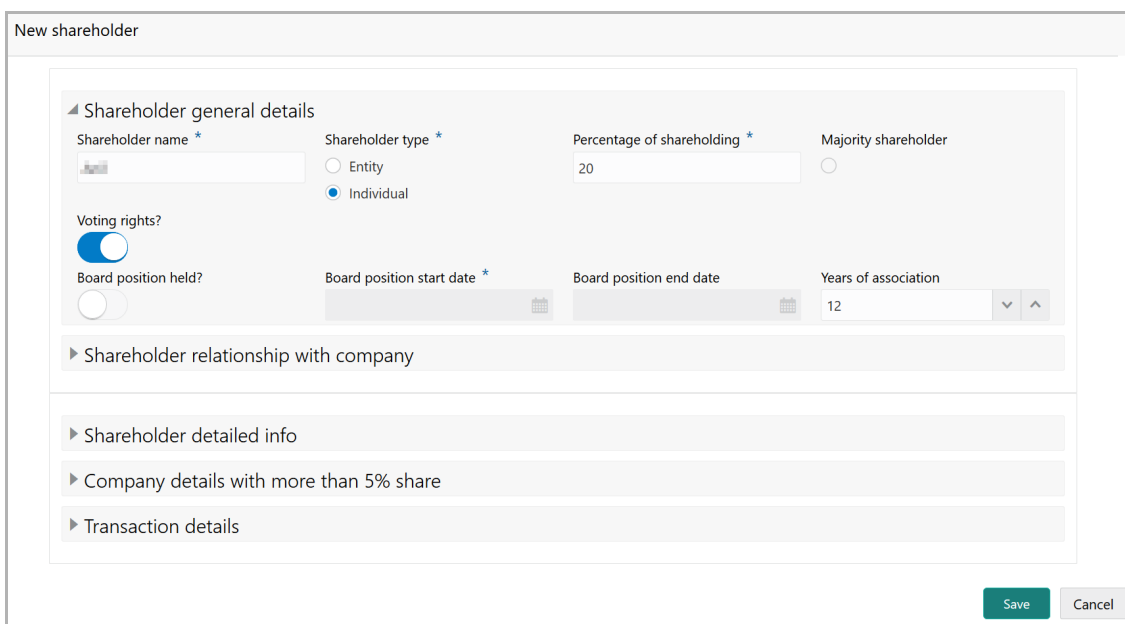 New shareholder
Shareholder general details
Shareholder name * Shareholder type * Percentage of shareholding * Majority shareholder
Entity
20
Individual
Voting rights?
Board position held? Board position start date * Board position end date Years of association
12
Shareholder relationship with company
Shareholder detailed info
Company details with more than 5% share
Transaction details
Save Cancel